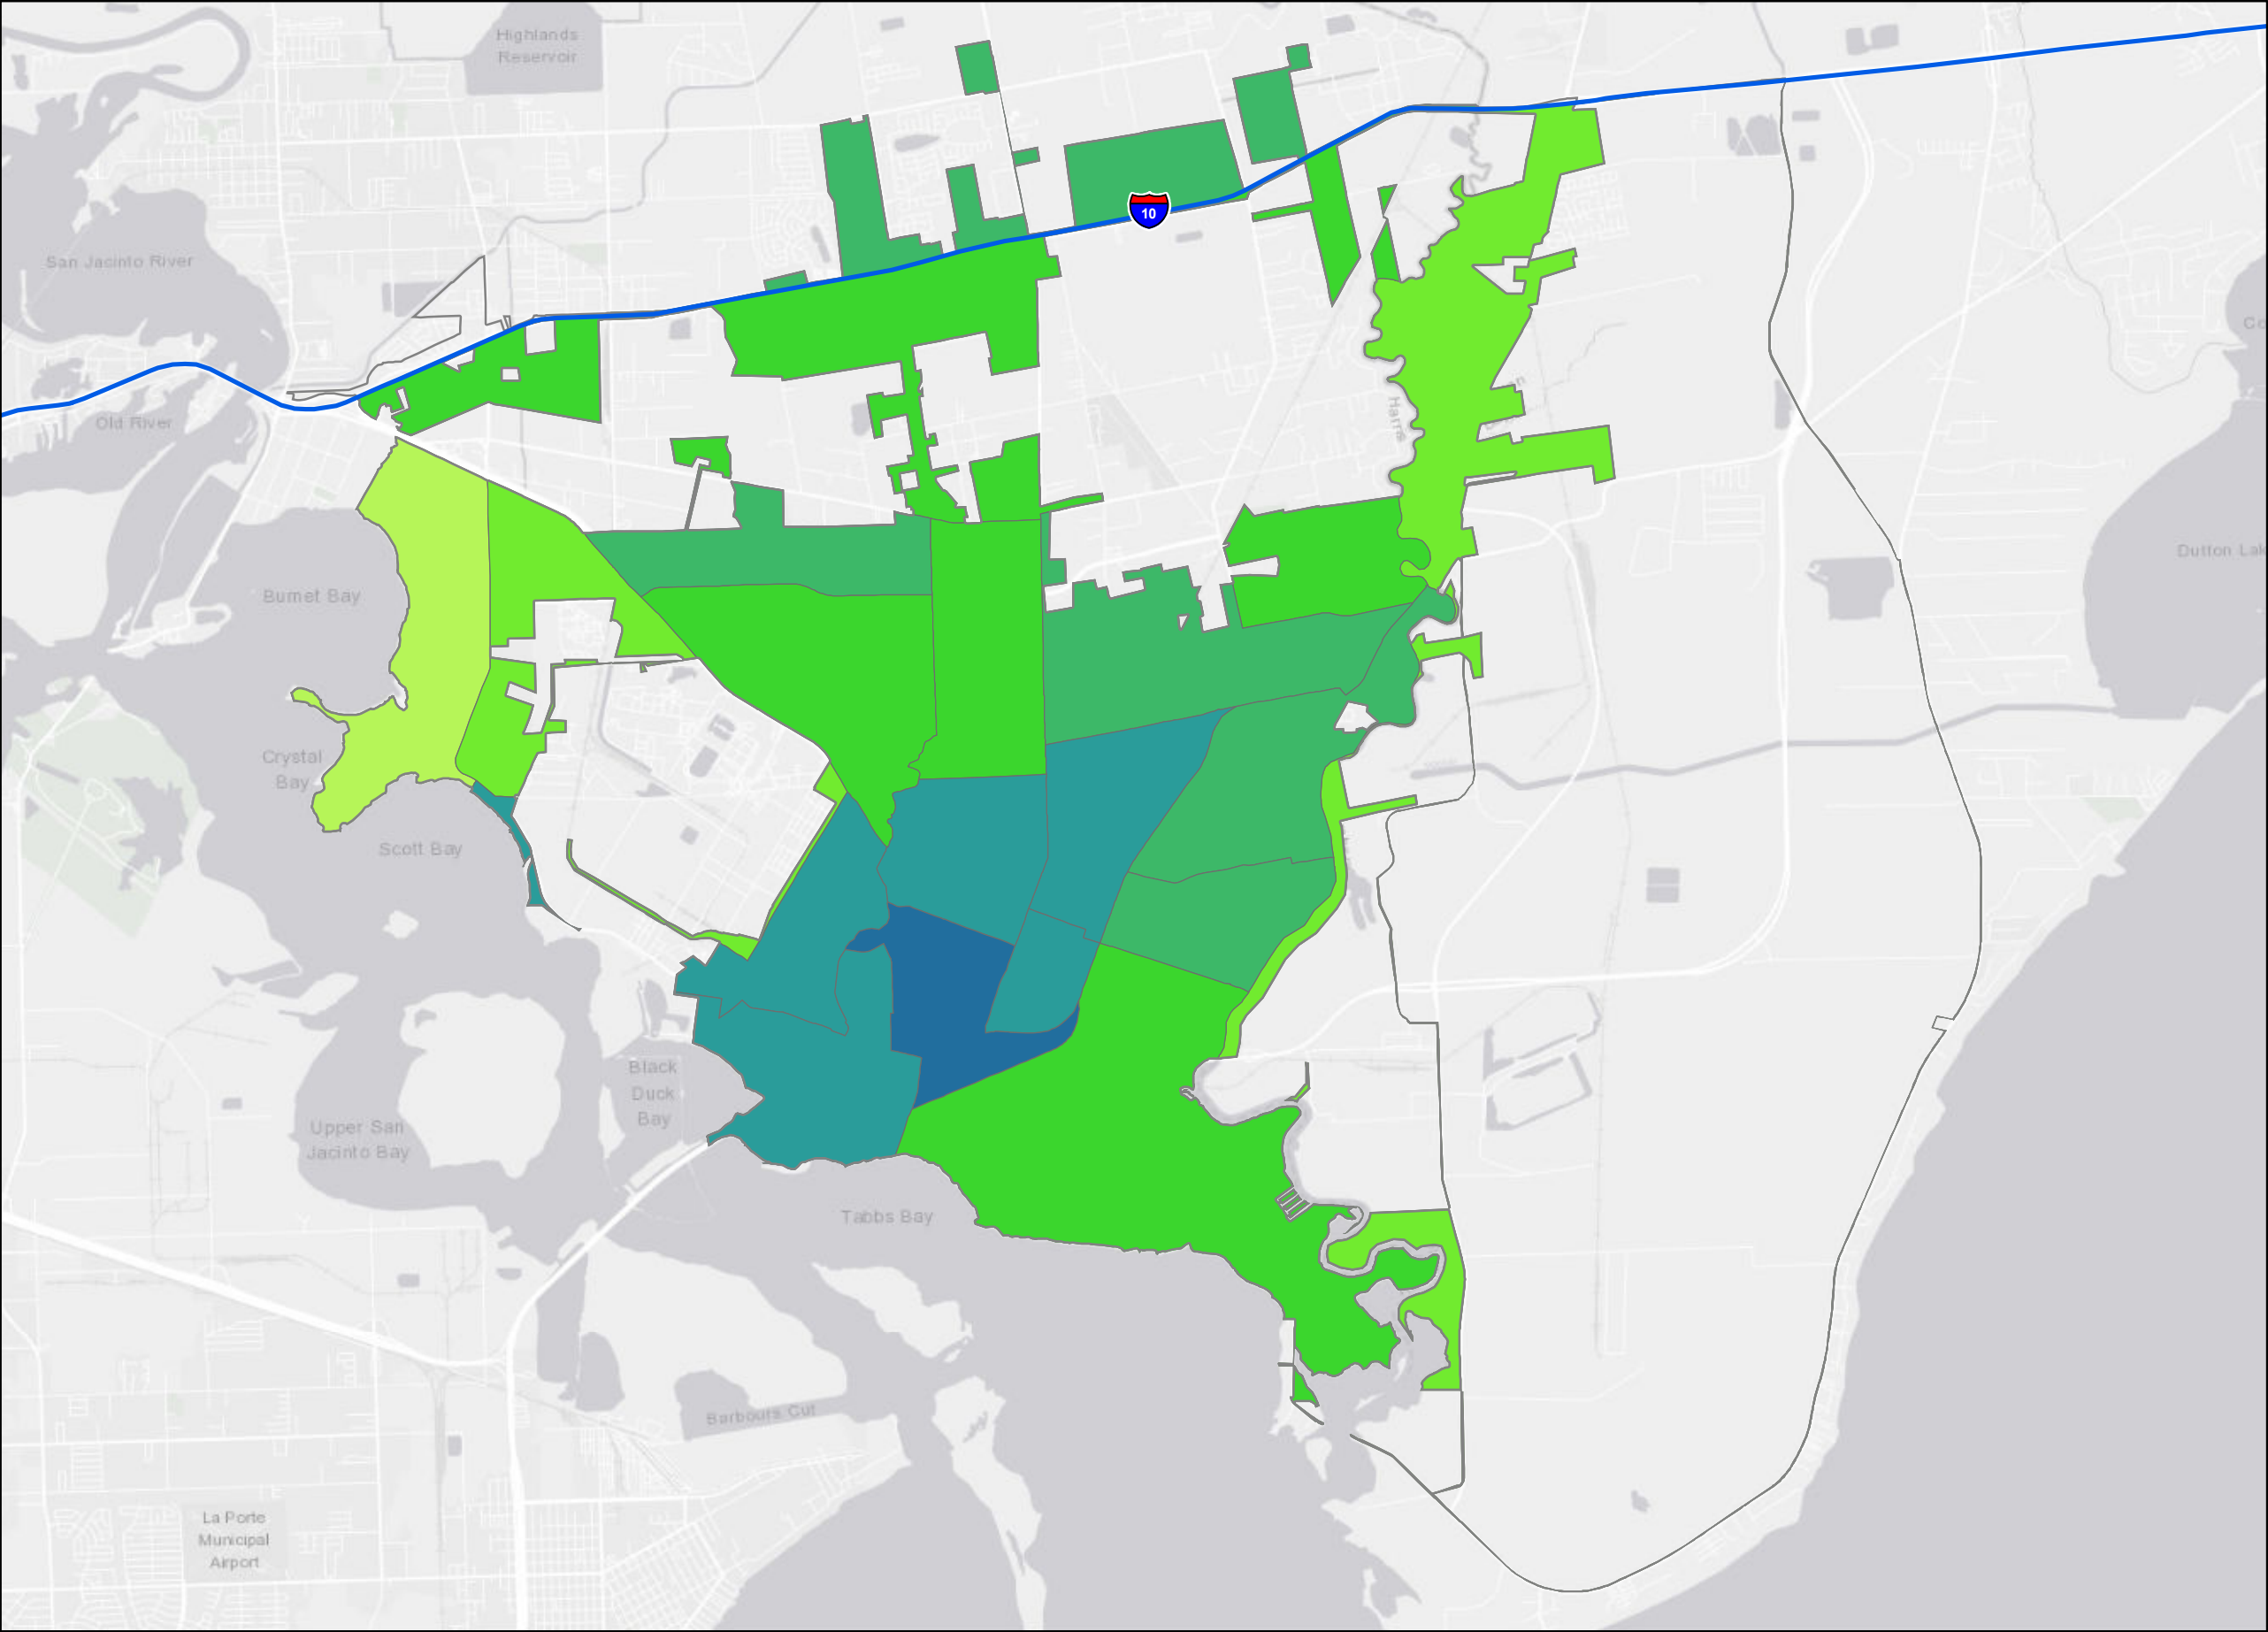 Highlands
Reservoir
10
San Jacinto River
Old River
Harris
Dutton Lake
Burnet Bay
Crystal
Bay
Scott Bay
Black
Duck
Bay
Upper San
Jacinto Bay
Tabbs Bay
Barbours Cut
La Porte
Municipal
Airport